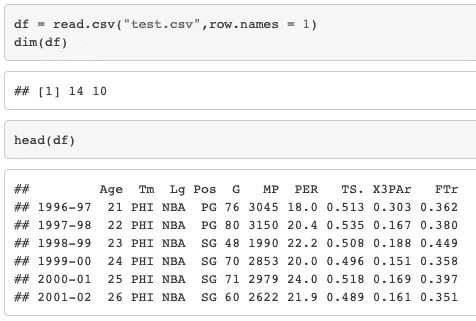 df = read.csv("test.csv",row.names = 1)
dim(df)
## [1] 14 10
head(df)
##         Age  Tm  Lg Pos  G   MP  PER   TS. X3PAr   FTr
## 1996-97  21 PHI NBA  PG 76 3045 18.0 0.513 0.303 0.362
## 1997-98  22 PHI NBA  PG 80 3150 20.4 0.535 0.167 0.380
## 1998-99  23 PHI NBA  SG 48 1990 22.2 0.508 0.188 0.449
## 1999-00  24 PHI NBA  SG 70 2853 20.0 0.496 0.151 0.358
## 2000-01  25 PHI NBA  SG 71 2979 24.0 0.518 0.169 0.397
## 2001-02  26 PHI NBA  SG 60 2622 21.9 0.489 0.161 0.351